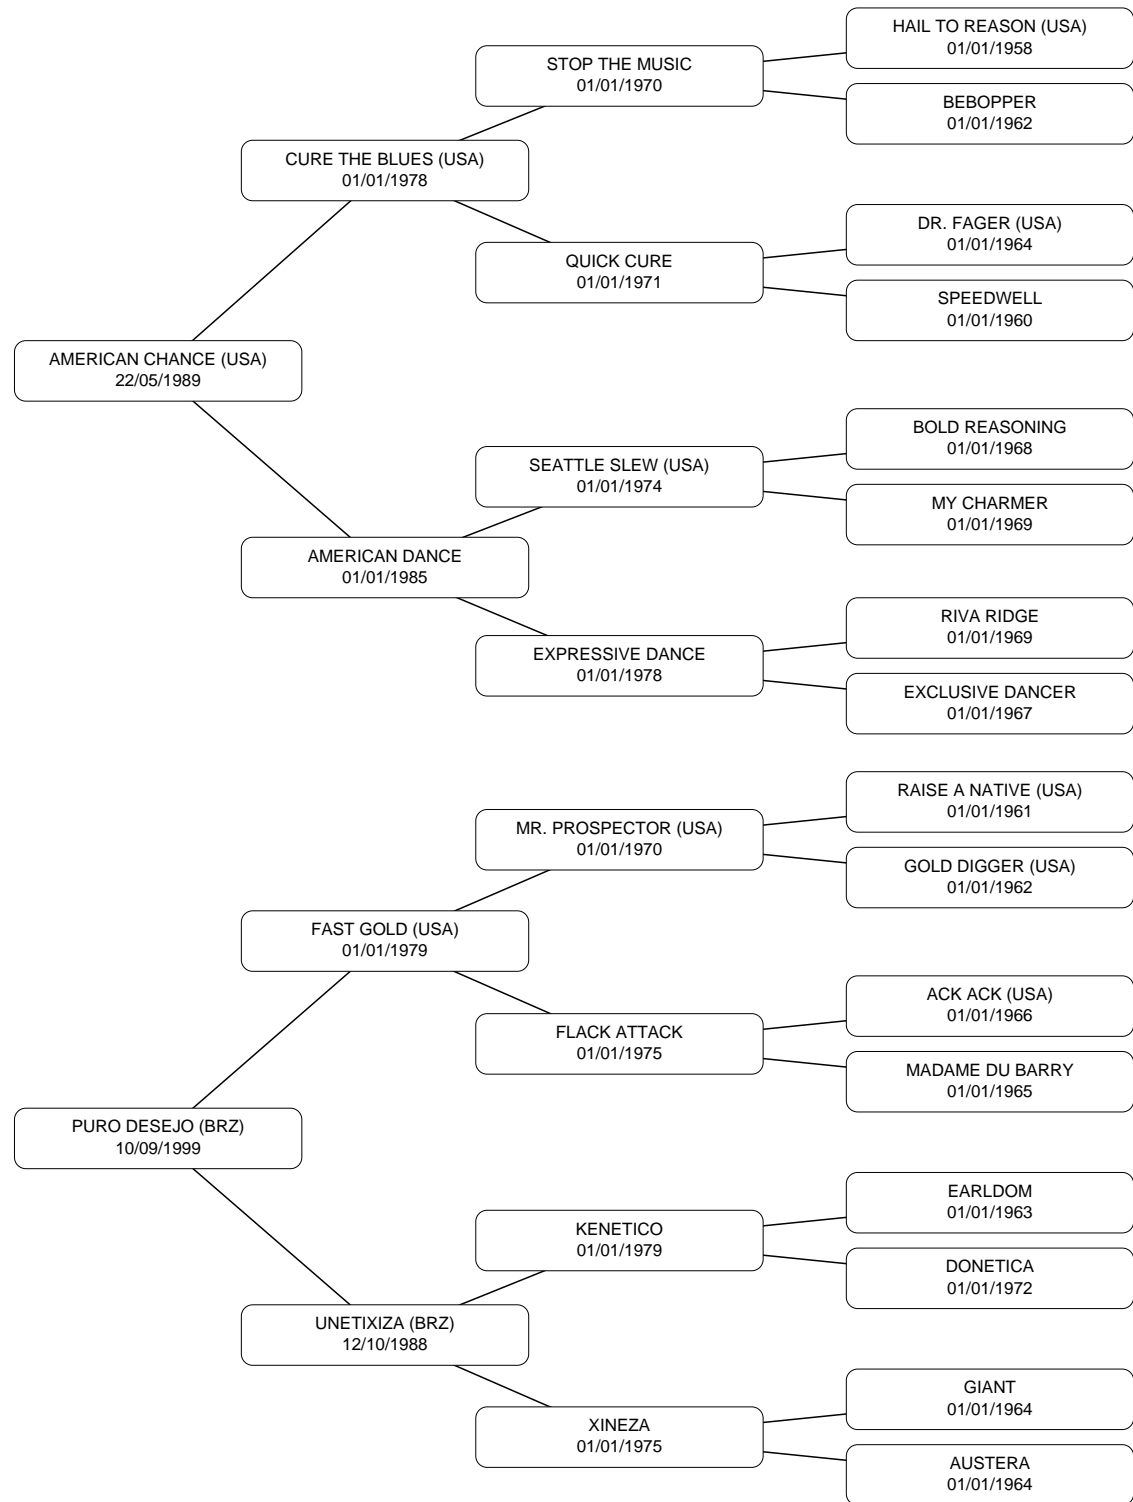 HAIL TO REASON (USA)
01/01/1958
STOP THE MUSIC
01/01/1970
BEBOPPER
01/01/1962
CURE THE BLUES (USA)
01/01/1978
DR. FAGER (USA)
01/01/1964
QUICK CURE
01/01/1971
SPEEDWELL
01/01/1960
AMERICAN CHANCE (USA)
22/05/1989
BOLD REASONING
01/01/1968
SEATTLE SLEW (USA)
01/01/1974
MY CHARMER
01/01/1969
AMERICAN DANCE
01/01/1985
RIVA RIDGE
01/01/1969
EXPRESSIVE DANCE
01/01/1978
EXCLUSIVE DANCER
01/01/1967
RAISE A NATIVE (USA)
01/01/1961
MR. PROSPECTOR (USA)
01/01/1970
GOLD DIGGER (USA)
01/01/1962
FAST GOLD (USA)
01/01/1979
ACK ACK (USA)
01/01/1966
FLACK ATTACK
01/01/1975
MADAME DU BARRY
01/01/1965
PURO DESEJO (BRZ)
10/09/1999
EARLDOM
01/01/1963
KENETICO
01/01/1979
DONETICA
01/01/1972
UNETIXIZA (BRZ)
12/10/1988
GIANT
01/01/1964
XINEZA
01/01/1975
AUSTERA
01/01/1964